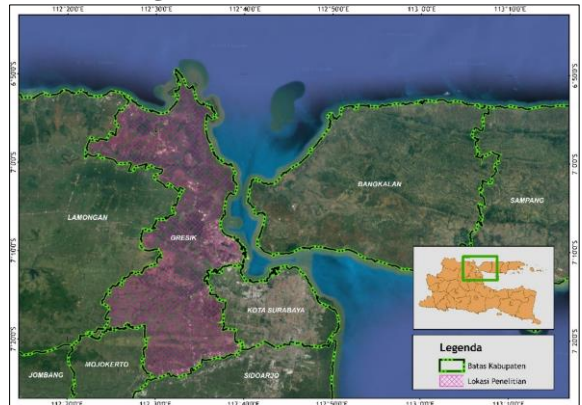 112°20'0"E 112°30'0"E 112°40'0"E 112°50'0"E 113°0'0"E 113°10'0"E
6°50'0"S 6°50'0"S
7°0'0"S 7°0'0"S
BANGKALAN
SAMPANG
LAMONGAN
GRESIK
7°10'0"S 7°10'0"S
KOTA SURABAYA
7°20'0"S 7°20'0"S
MOJOKERTO
JOMBANG
SIDOARJO
Legenda
Batas Kabupaten
Lokasi Penelitian
112°20'0"E 112°30'0"E 112°40'0"E 112°50'0"E 113°0'0"E 113°10'0"E